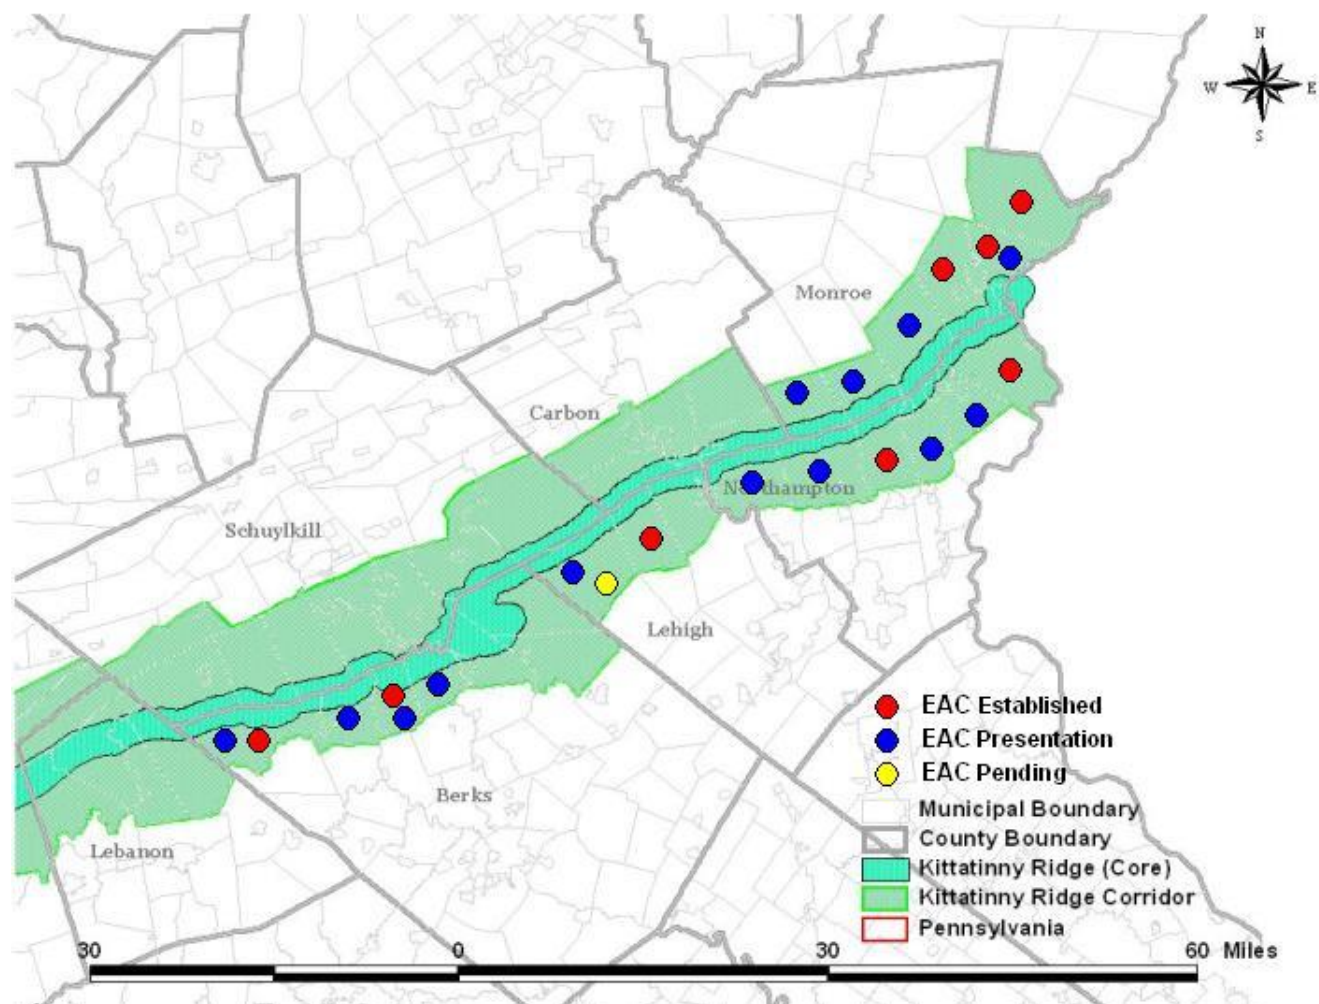 N
W E
S
Monroe
Carbon
Northampton
Schuylkill
Lehigh
Berks
Lebanon
EAC Established
EAC Presentation
EAC Pending
Municipal Boundary
County Boundary
Kittatinny Ridge (Core)
Kittatinny Ridge Corridor
Pennsylvania
30 0 30 60 Miles